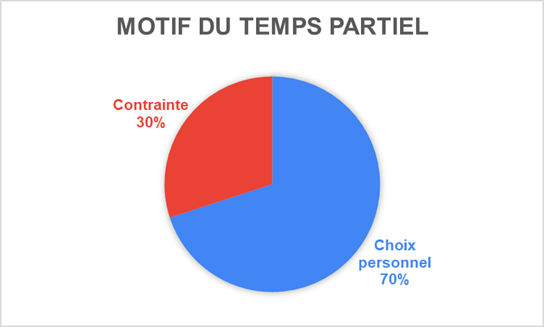 MOTIF DU TEMPS PARTIEL
Contrainte
30%
Choix
personnel
70%